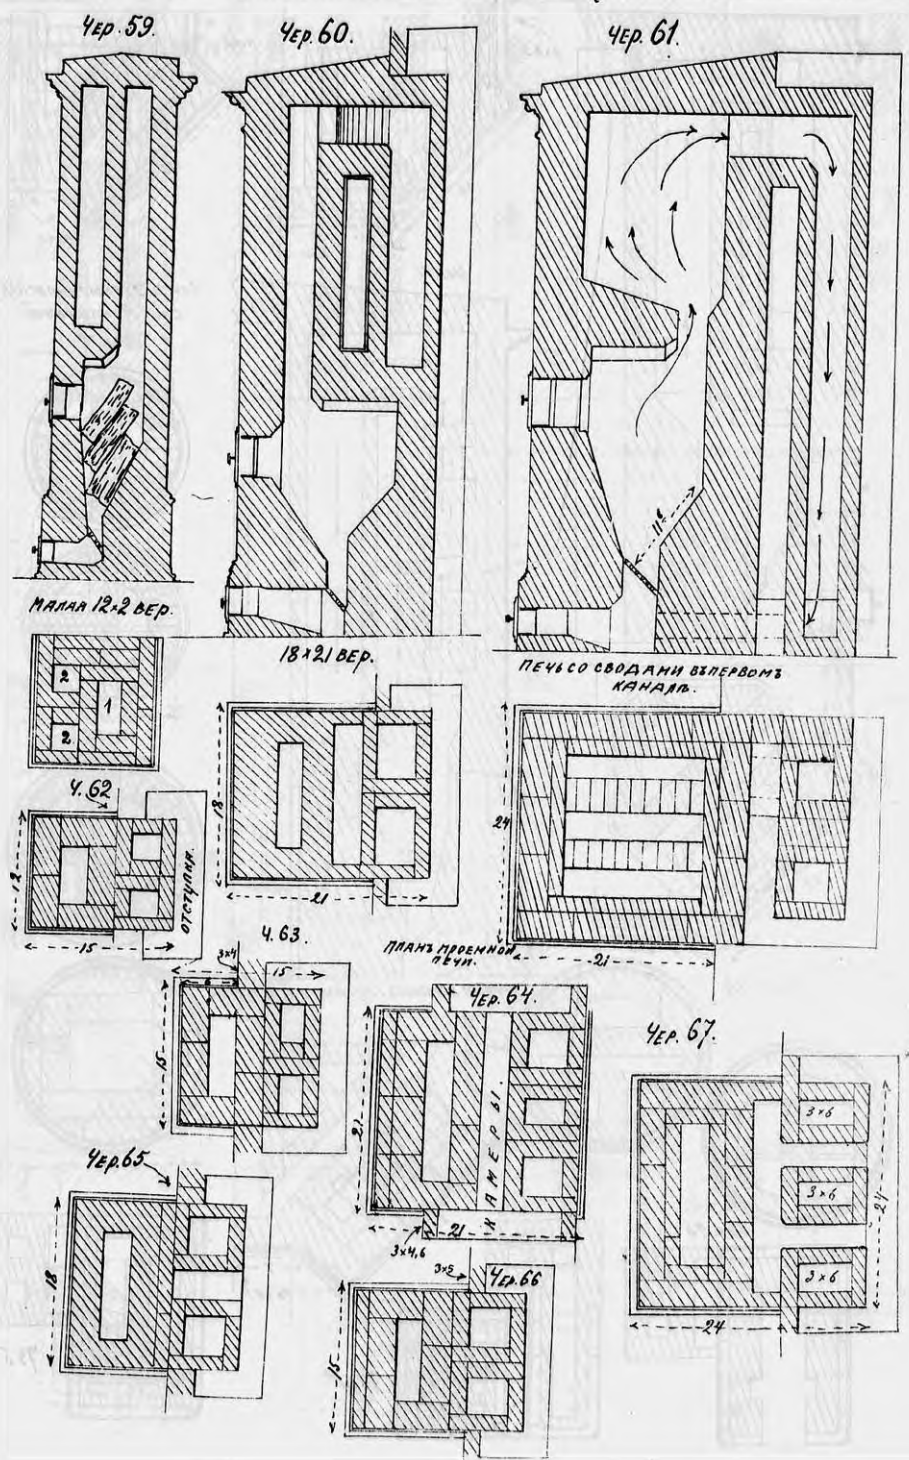 Чер. 59.
Чер. 60.
Чер. 61.
11 в
МАЛАЯ 12×2 ВЕР.
2
1
2
18×21 ВЕР.
18
21
ПЕЧЬ СО СВОДАМИ ВЪ ПЕРВОМЪ
КАНАЛѢ.
24
21
Ч. 62
12
15
ОТСТУПКА.
Ч. 63.
3×4
15
15
ПЛАНЪ ПРОЕМНОЙ
ПЕЧИ.
Чер. 64.
21
КАМЕРЫ.
21
3×4,6
Чер. 67.
3×6
3×6
3×6
24
24
Чер. 65
18
3×5
Чер. 66
15